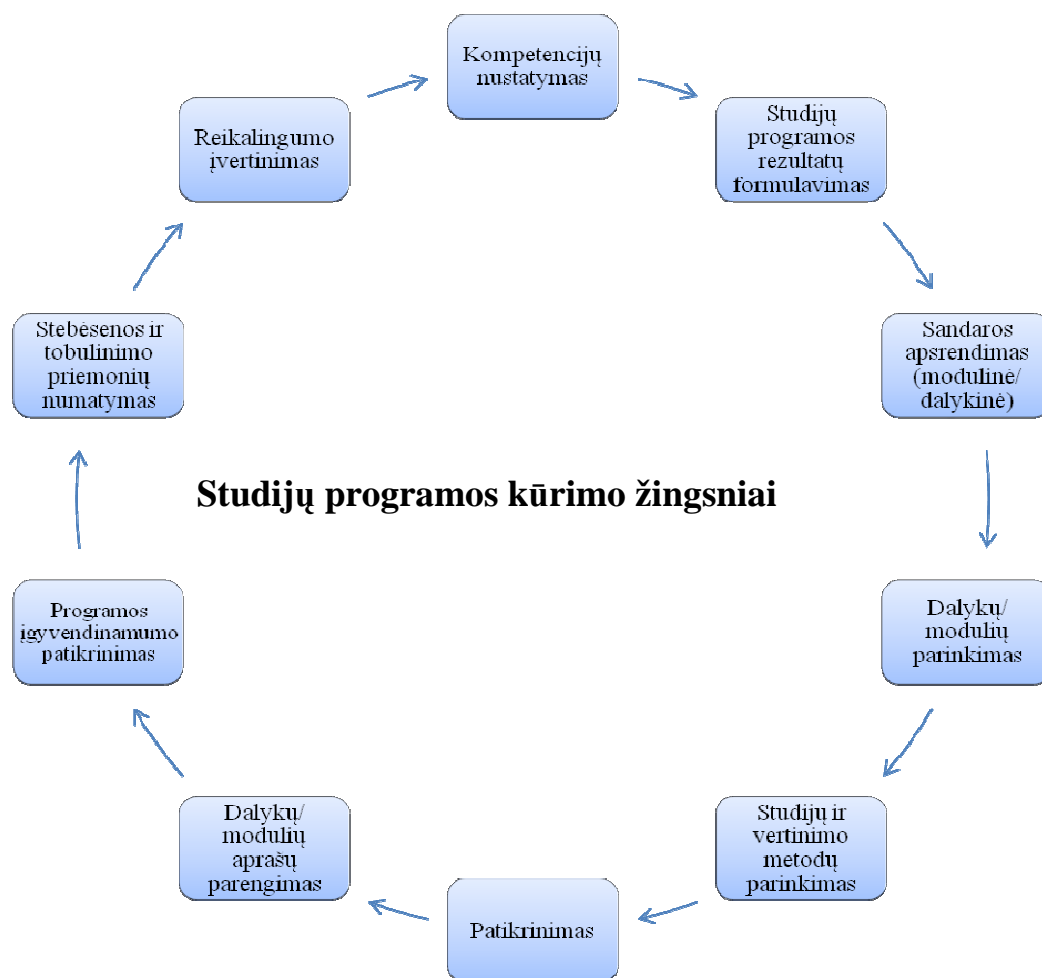 Kompetencijų
nustatymas
Studijų
programos
rezultatų
formulavimas
Sandaros
apsrendimas
(modulinė/
dalykinė)
Dalykų/
modulių
parinkimas
Studijų ir
vertinimo
metodų
parinkimas
Patikrinimas
Dalykų/
modulių
aprašų
parengimas
Programos
įgyvendinamumo
patikrinimas
Stebėsenos ir
tobulinimo
priemonių
numatymas
Reikalingumo
įvertinimas
Studijų programos kūrimo žingsniai